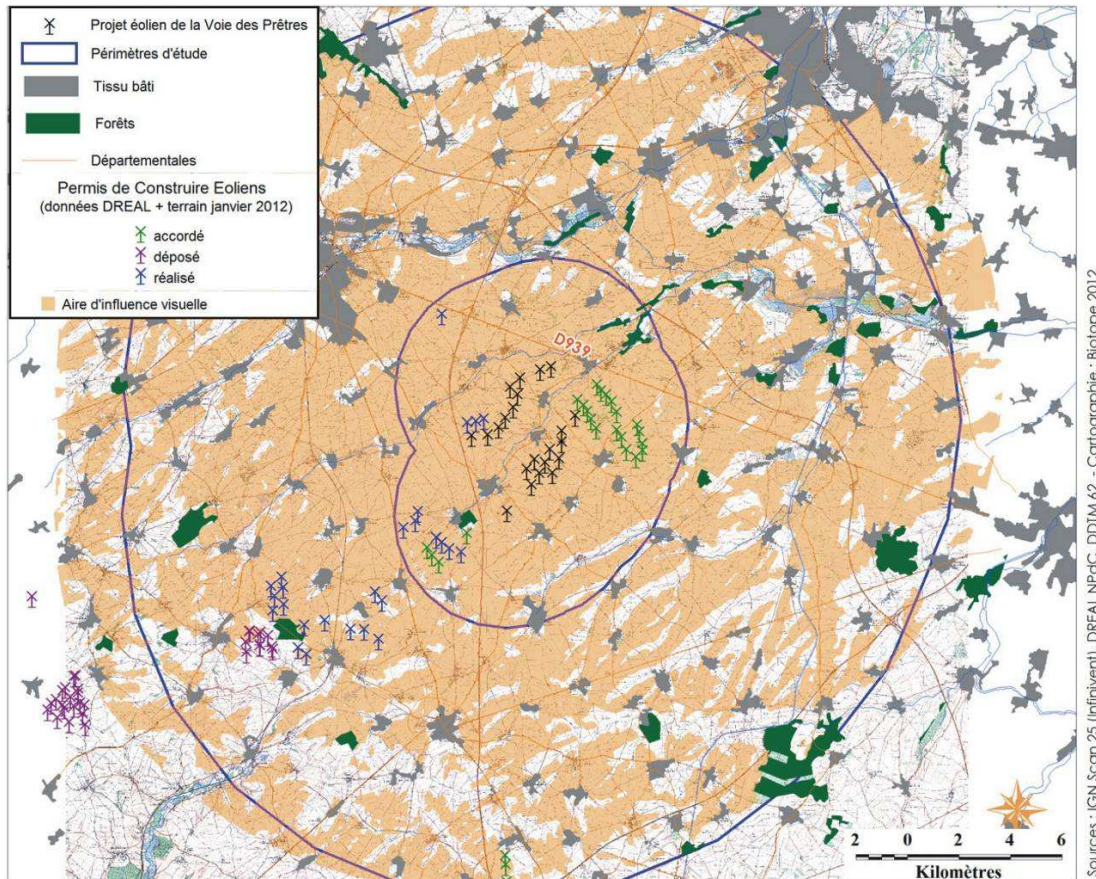 Projet éolien de la Voie des Prêtres
Périmètres d'étude
Tissu bâti
Forêts
Départementales
Permis de Construire Eoliens
(données DREAL + terrain janvier 2012)
accordé
déposé
réalisé
Aire d'influence visuelle
D939
2 0 2 4 6
Kilomètres
Sources : IGN Scan 25 (Infinivent), DREAL NPdC, DDTM 62, - Cartographie : Biotope 2012